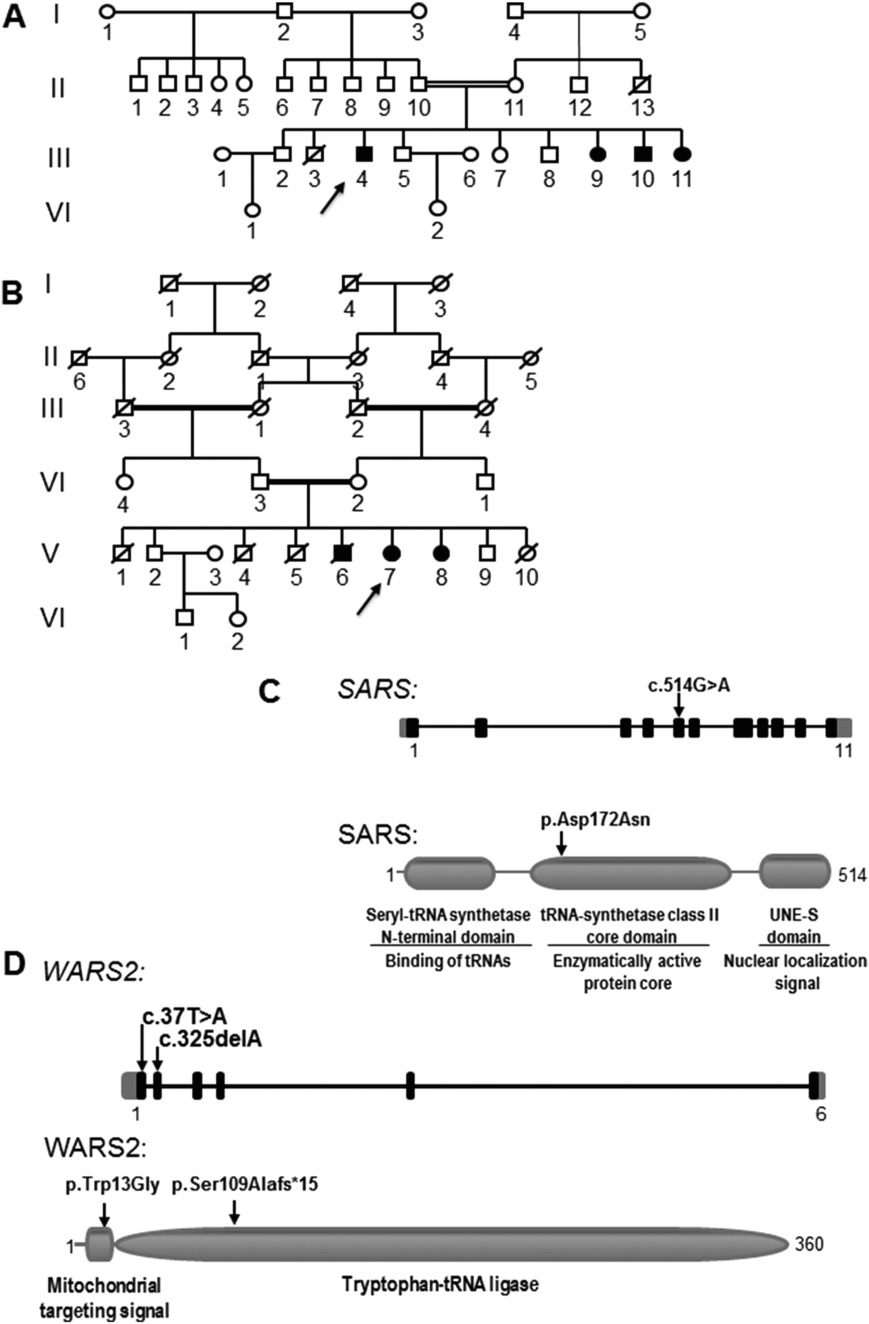 A
I
1 2 3 4 5
II
1 2 3 4 5 6 7 8 9 10 11 12 13
III
1 2 3 4 5 6 7 8 9 10 11
VI
1 2
B
I
1 2 4 3
II
6 2 1 3 4 5
III
3 1 2 4
VI
4 3 2 1
V
1 2 3 4 5 6 7 8 9 10
VI
1 2
C
SARS:
c.514G>A
1 11
SARS:
p.Asp172Asn
1 514
Seryl-tRNA synthetase
N-terminal domain
Binding of tRNAs
tRNA-synthetase class II
core domain
Enzymatically active
protein core
UNE-S
domain
Nuclear localization
signal
D
WARS2:
c.37T>A
c.325delA
1 6
WARS2:
p.Trp13Gly p.Ser109Alafs*15
1 360
Mitochondrial
targeting signal
Tryptophan-tRNA ligase